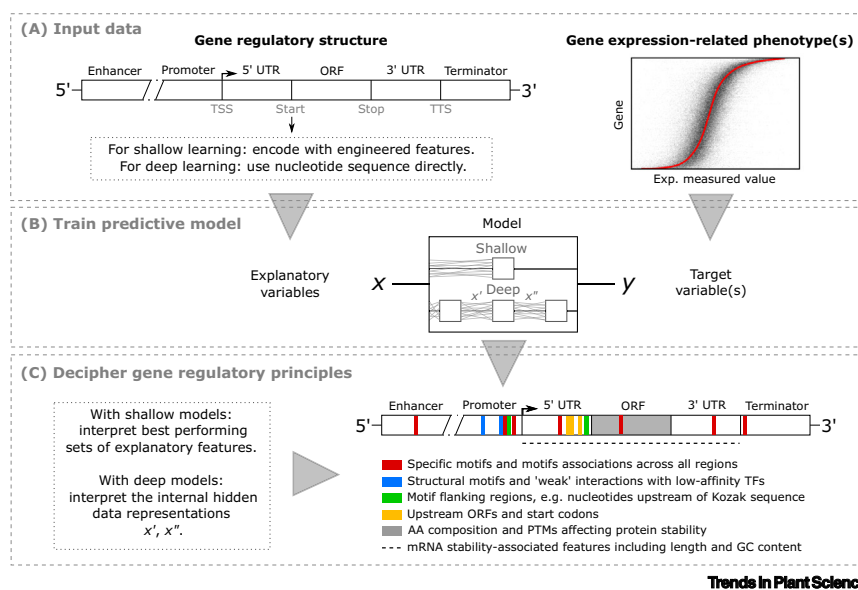 (A) Input data
Gene regulatory structure
Gene expression-related phenotype(s)
Enhancer Promoter 5' UTR ORF 3' UTR Terminator
5' 3'
TSS Start Stop TTS
For shallow learning: encode with engineered features.
For deep learning: use nucleotide sequence directly.
Gene
Exp. measured value
(B) Train predictive model
Model
Shallow
Explanatory
variables
x
Deep
x' x"
y
Target
variable(s)
(C) Decipher gene regulatory principles
With shallow models:
interpret best performing
sets of explanatory features.
With deep models:
interpret the internal hidden
data representations
x', x".
Enhancer Promoter 5' UTR ORF 3' UTR Terminator
5' 3'
Specific motifs and motifs associations across all regions
Structural motifs and 'weak' interactions with low-affinity TFs
Motif flanking regions, e.g. nucleotides upstream of Kozak sequence
Upstream ORFs and start codons
AA composition and PTMs affecting protein stability
mRNA stability-associated features including length and GC content
Trends in Plant Science